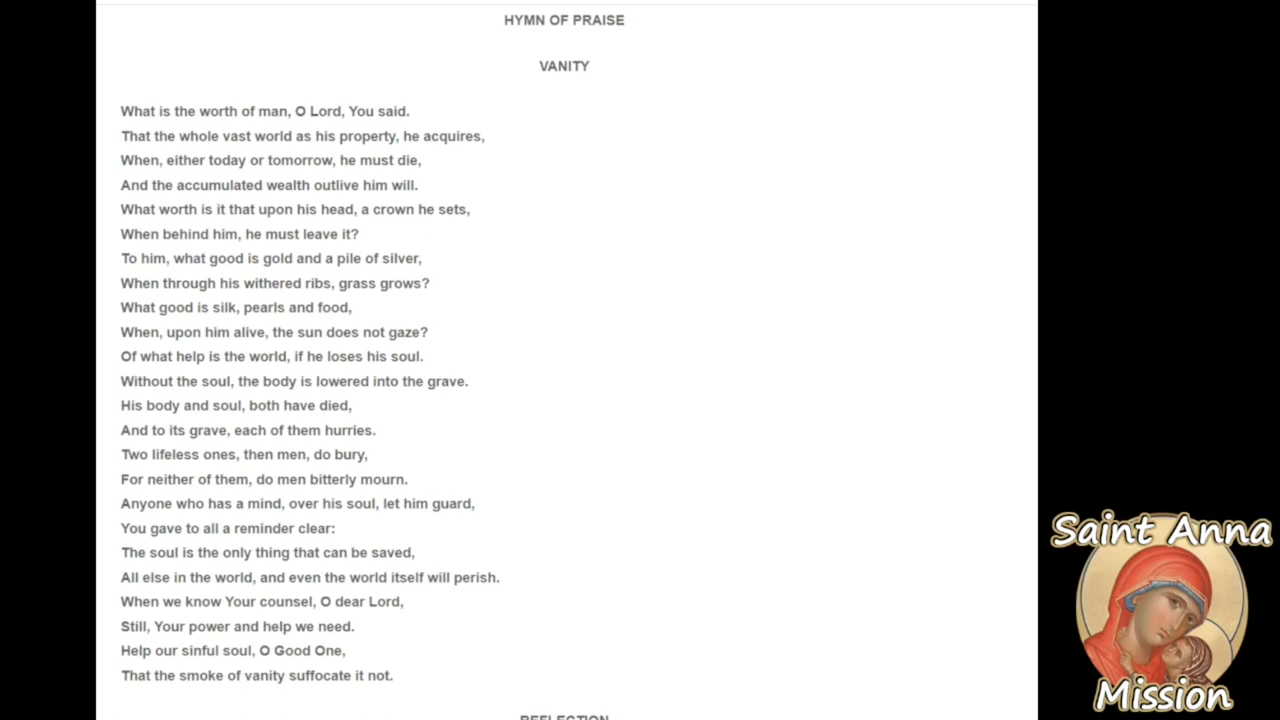 HYMN OF PRAISE
VANITY
What is the worth of man, O Lord, You said.
That the whole vast world as his property, he acquires,
When, either today or tomorrow, he must die,
And the accumulated wealth outlive him will.
What worth is it that upon his head, a crown he sets,
When behind him, he must leave it?
To him, what good is gold and a pile of silver,
When through his withered ribs, grass grows?
What good is silk, pearls and food,
When, upon him alive, the sun does not gaze?
Of what help is the world, if he loses his soul.
Without the soul, the body is lowered into the grave.
His body and soul, both have died,
And to its grave, each of them hurries.
Two lifeless ones, then men, do bury,
For neither of them, do men bitterly mourn.
Anyone who has a mind, over his soul, let him guard,
You gave to all a reminder clear:
The soul is the only thing that can be saved,
All else in the world, and even the world itself will perish.
When we know Your counsel, O dear Lord,
Still, Your power and help we need.
Help our sinful soul, O Good One,
That the smoke of vanity suffocate it not.
REFLECTION
Saint Anna
Mission